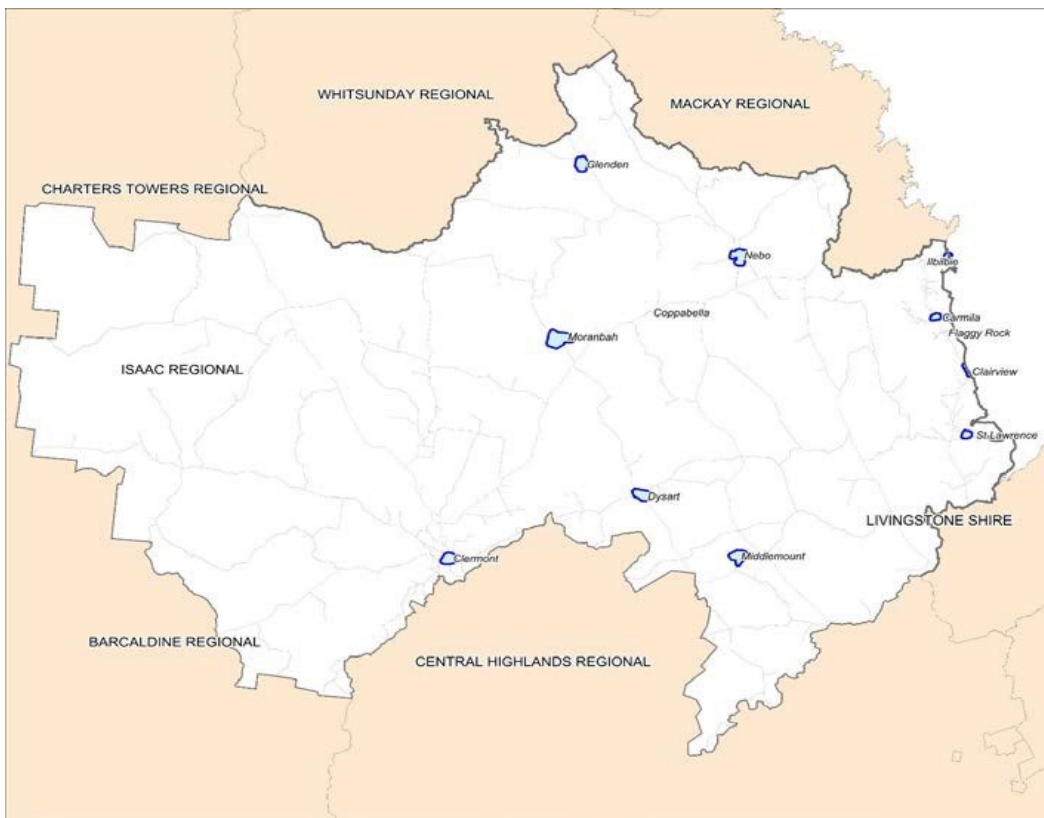 WHITSUNDAY REGIONAL
MACKAY REGIONAL
Glenden
CHARTERS TOWERS REGIONAL
Nebo
Ilbilbie
Coppabella
Carmila
Flaggy Rock
Moranbah
ISAAC REGIONAL
Clairview
St Lawrence
Dysart
LIVINGSTONE SHIRE
Clermont
Middlemount
BARCALDINE REGIONAL
CENTRAL HIGHLANDS REGIONAL